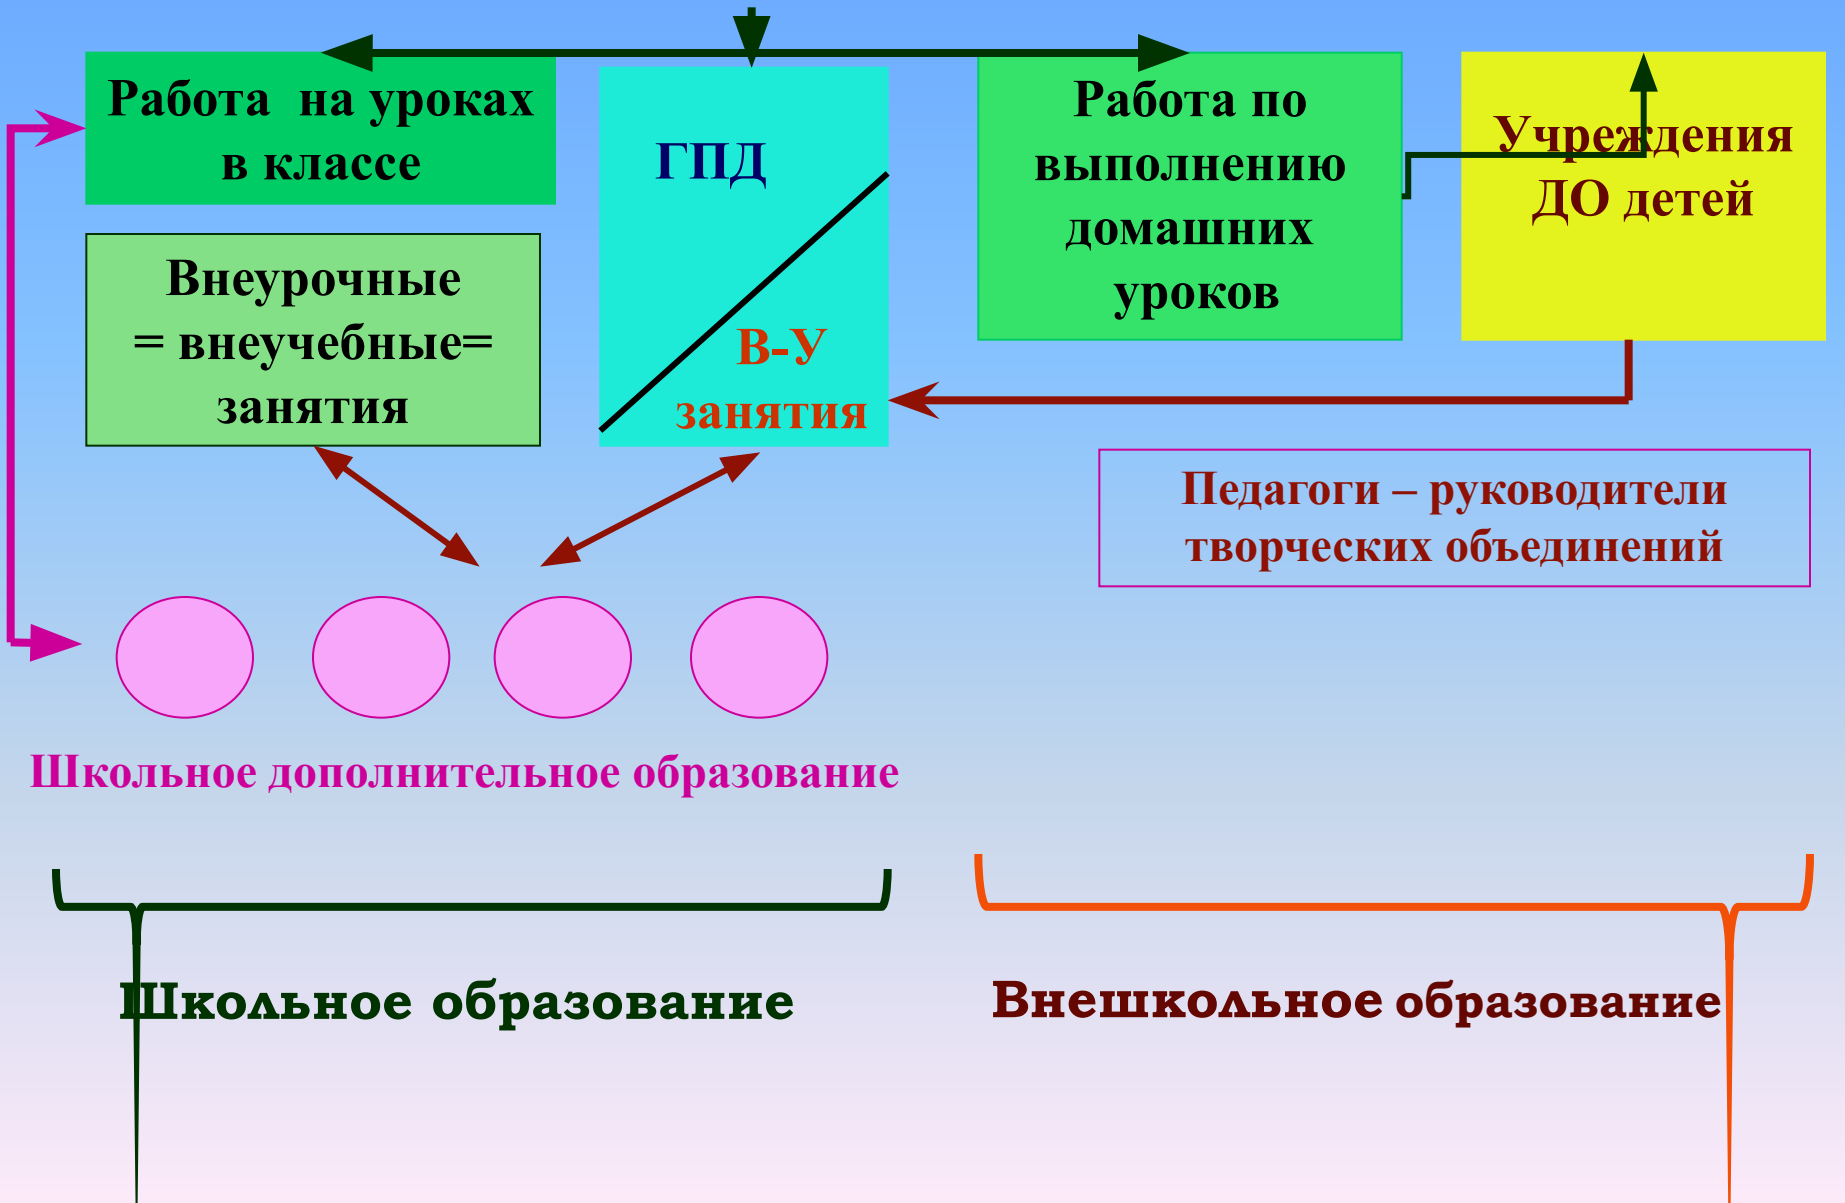 Работа  на уроках
в классе
ГПД
В-У
занятия
Работа по
выполнению
домашних
уроков
Учреждения
ДО детей
Внеурочные
= внеучебные=
занятия
Педагоги – руководители
творческих объединений
Школьное дополнительное образование
Школьное образование
Внешкольное образование